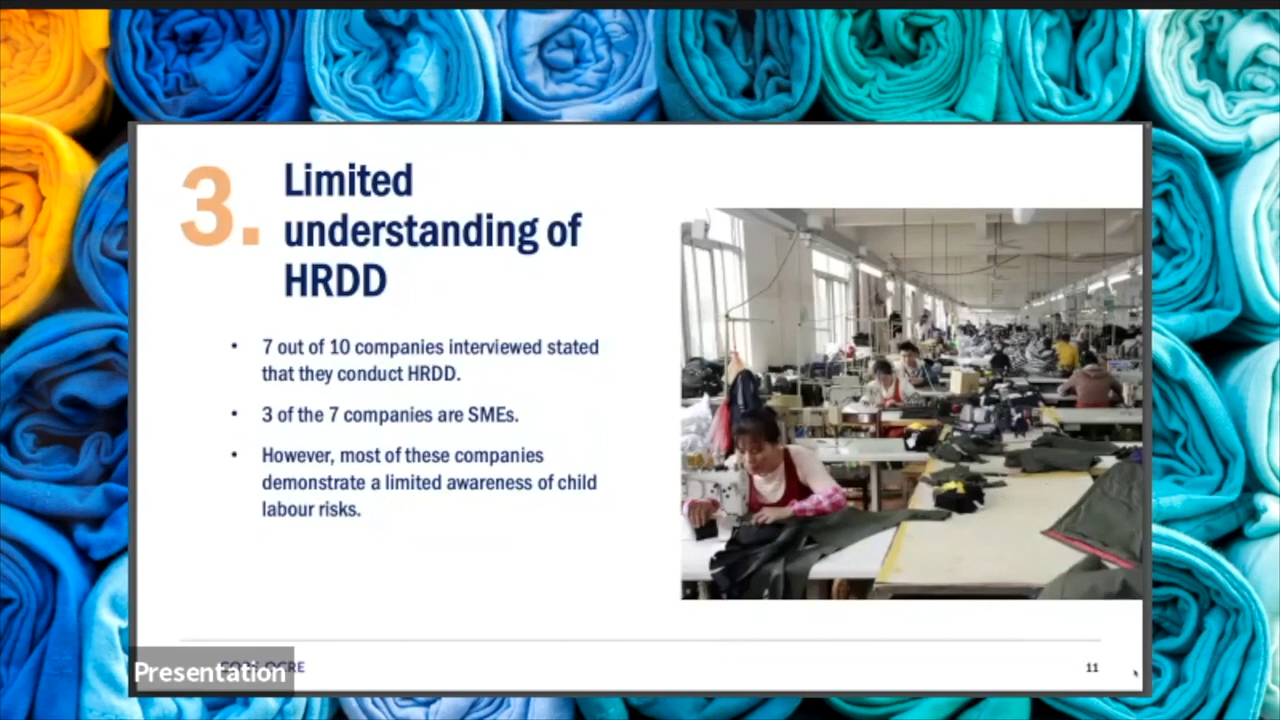 3. Limited
understanding of
HRDD
• 7 out of 10 companies interviewed stated
that they conduct HRDD.
• 3 of the 7 companies are SMEs.
• However, most of these companies
demonstrate a limited awareness of child
labour risks.
Presentation
11